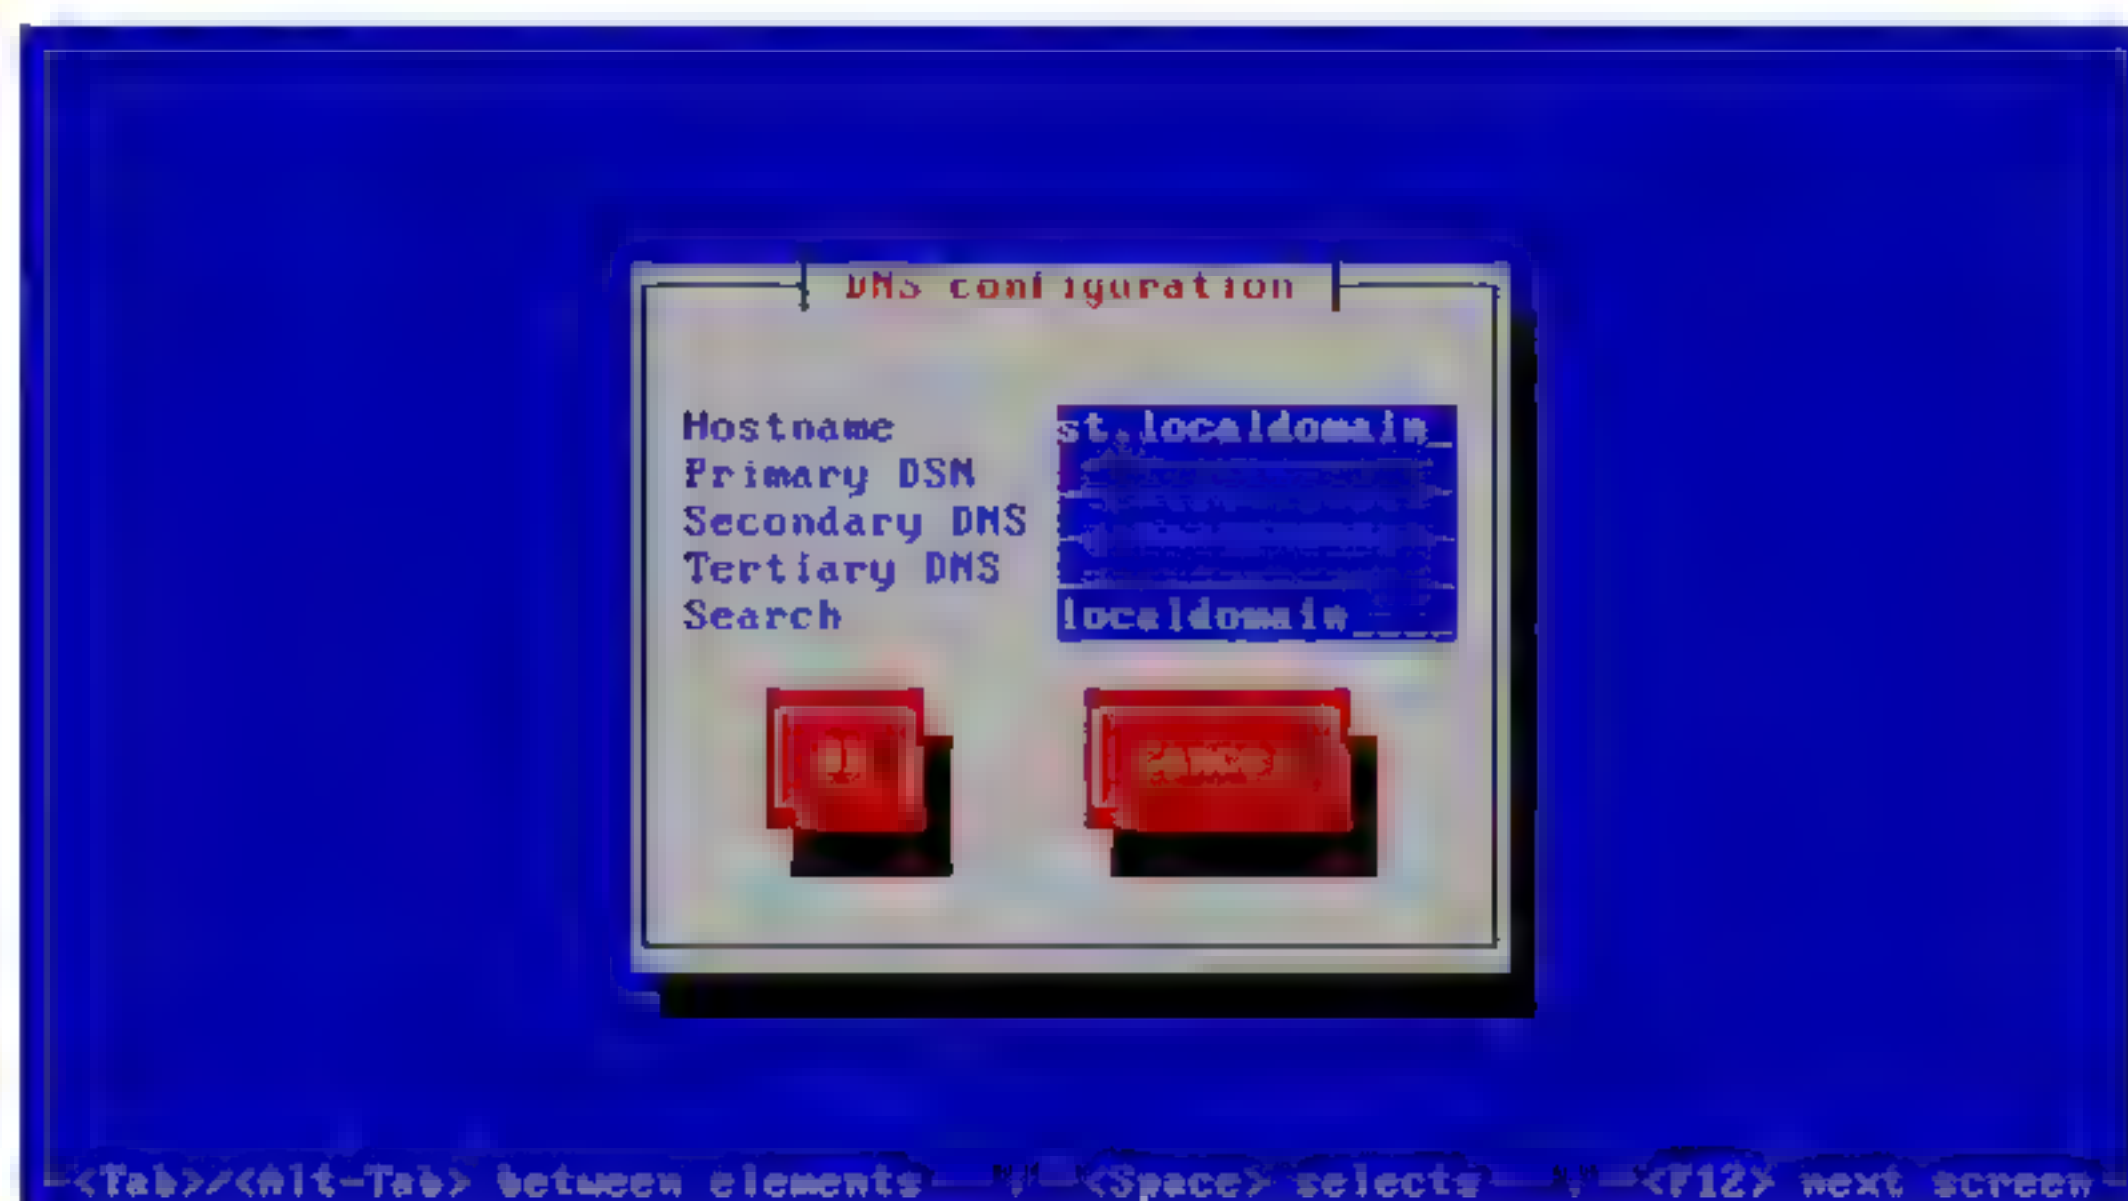 DNS configuration
Hostname st.localdomain_
Primary DSN
Secondary DNS
Tertiary DNS
Search localdomain____
<Tab>/<Alt-Tab> between elements <Space> selects <F12> next screen